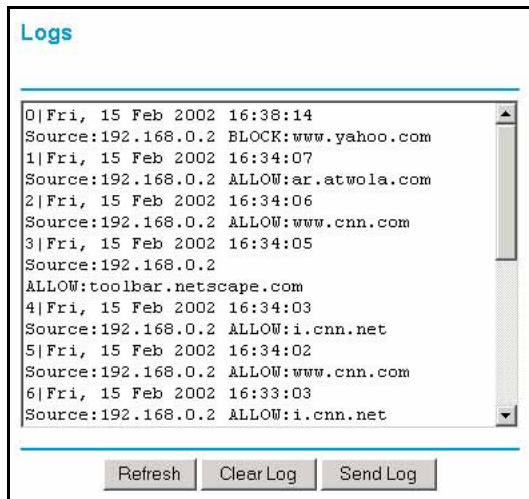 Logs
0|Fri, 15 Feb 2002 16:38:14
Source:192.168.0.2 BLOCK:www.yahoo.com
1|Fri, 15 Feb 2002 16:34:07
Source:192.168.0.2 ALLOW:ar.atwola.com
2|Fri, 15 Feb 2002 16:34:06
Source:192.168.0.2 ALLOW:www.cnn.com
3|Fri, 15 Feb 2002 16:34:05
Source:192.168.0.2
ALLOW:toolbar.netscape.com
4|Fri, 15 Feb 2002 16:34:03
Source:192.168.0.2 ALLOW:i.cnn.net
5|Fri, 15 Feb 2002 16:34:02
Source:192.168.0.2 ALLOW:www.cnn.com
6|Fri, 15 Feb 2002 16:33:03
Source:192.168.0.2 ALLOW:i.cnn.net
Refresh Clear Log Send Log